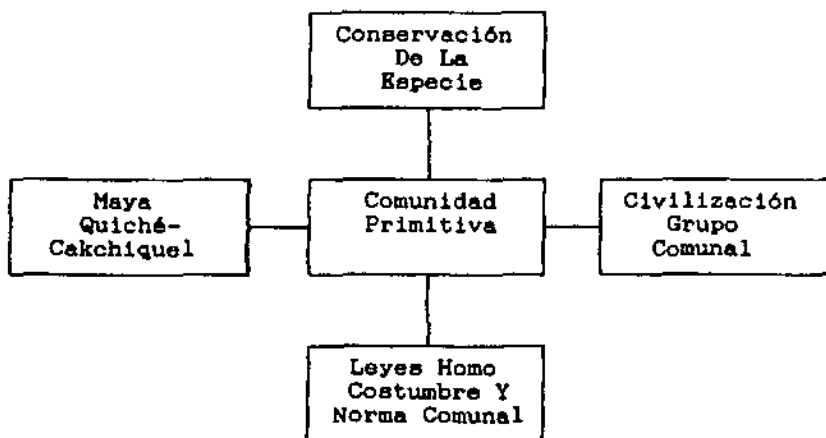 Conservación
De La
Especie
Maya
Quiché-
Cakchiquel
Comunidad
Primitiva
Civilización
Grupo
Comunal
Leyes Homo
Costumbre Y
Norma Comunal